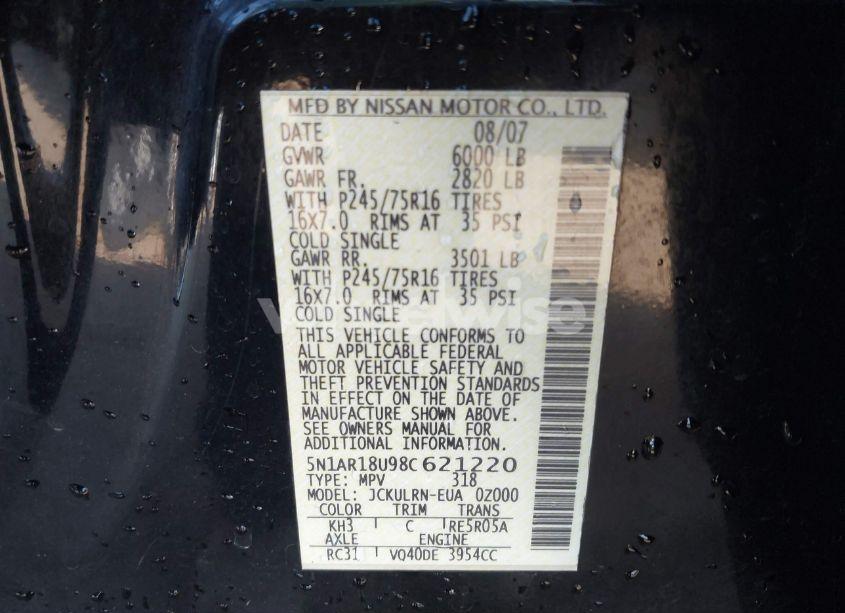 MFD BY NISSAN MOTOR CO., LTD.
DATE 08/07
GVWR 6000 LB
GAWR FR. 2820 LB
WITH P245/75R16 TIRES
16X7.0 RIMS AT 35 PSI
COLD SINGLE
GAWR RR. 3501 LB
WITH P245/75R16 TIRES
16X7.0 RIMS AT 35 PSI
COLD SINGLE
THIS VEHICLE CONFORMS TO
ALL APPLICABLE FEDERAL
MOTOR VEHICLE SAFETY AND
THEFT PREVENTION STANDARDS
IN EFFECT ON THE DATE OF
MANUFACTURE SHOWN ABOVE.
SEE OWNERS MANUAL FOR
ADDITIONAL INFORMATION.
5N1AR18U98C621220
TYPE: MPV 318
MODEL: JCKULRN-EUA 0Z000
COLOR TRIM TRANS
KH3 C RE5R05A
AXLE ENGINE
RC31 VQ40DE 3954CC